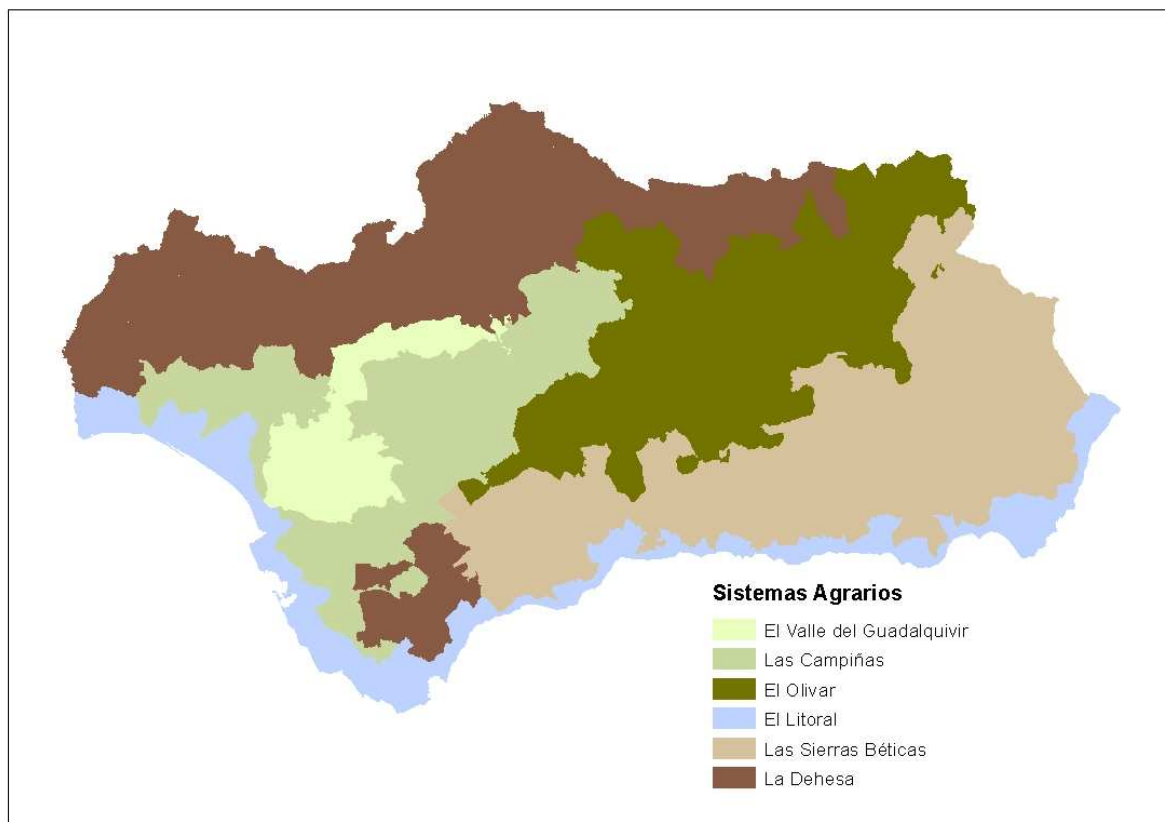 Sistemas Agrarios
El Valle del Guadalquivir
Las Campiñas
El Olivar
El Litoral
Las Sierras Béticas
La Dehesa